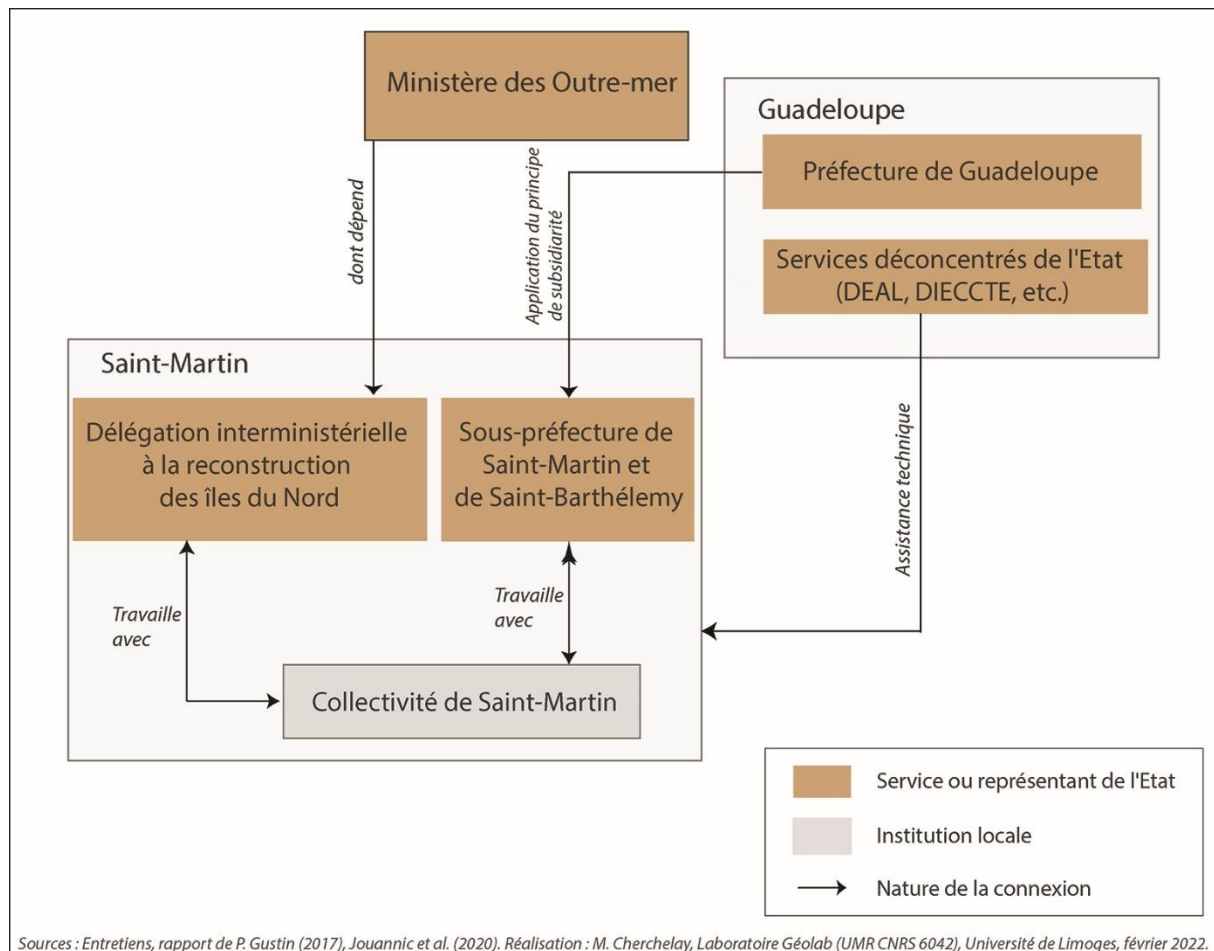 Ministère des Outre-mer
Guadeloupe
Préfecture de Guadeloupe
Services déconcentrés de l'Etat
(DEAL, DIECCTE, etc.)
dont dépend
Application du principe
de subsidiarité
Saint-Martin
Délégation interministérielle
à la reconstruction
des îles du Nord
Sous-préfecture de
Saint-Martin et
de Saint-Barthélemy
Assistance technique
Travaille
avec
Travaille
avec
Collectivité de Saint-Martin
Service ou représentant de l'Etat
Institution locale
Nature de la connexion
Sources : Entretiens, rapport de P. Gustin (2017), Jouannic et al. (2020). Réalisation : M. Cherchelay, Laboratoire Géolab (UMR CNRS 6042), Université de Limoges, février 2022.